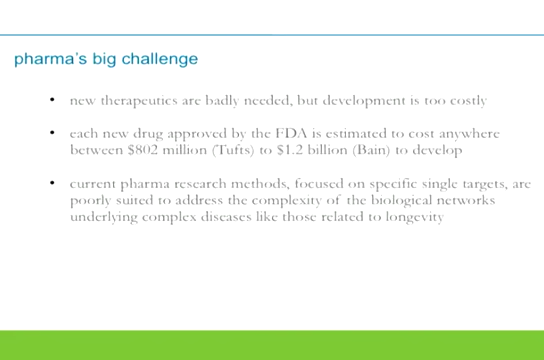 pharma's big challenge
• new therapeutics are badly needed, but development is too costly
• each new drug approved by the FDA is estimated to cost anywhere
between $802 million (Tufts) to $1.2 billion (Bain) to develop
• current pharma research methods, focused on specific single targets, are
poorly suited to address the complexity of the biological networks
underlying complex diseases like those related to longevity